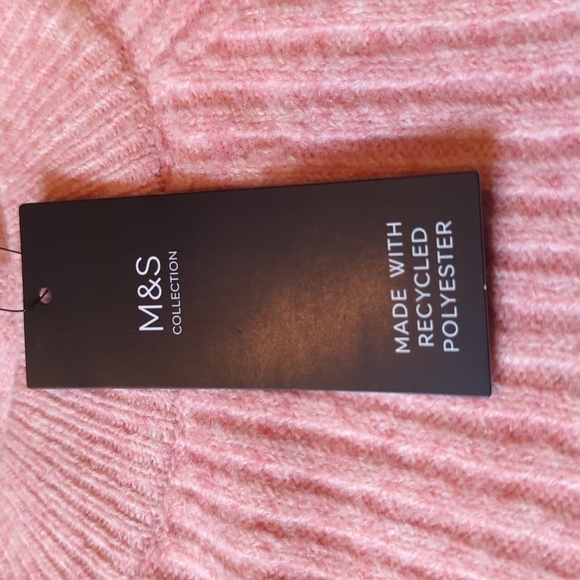 M&S
COLLECTION
MADE WITH
RECYCLED
POLYESTER